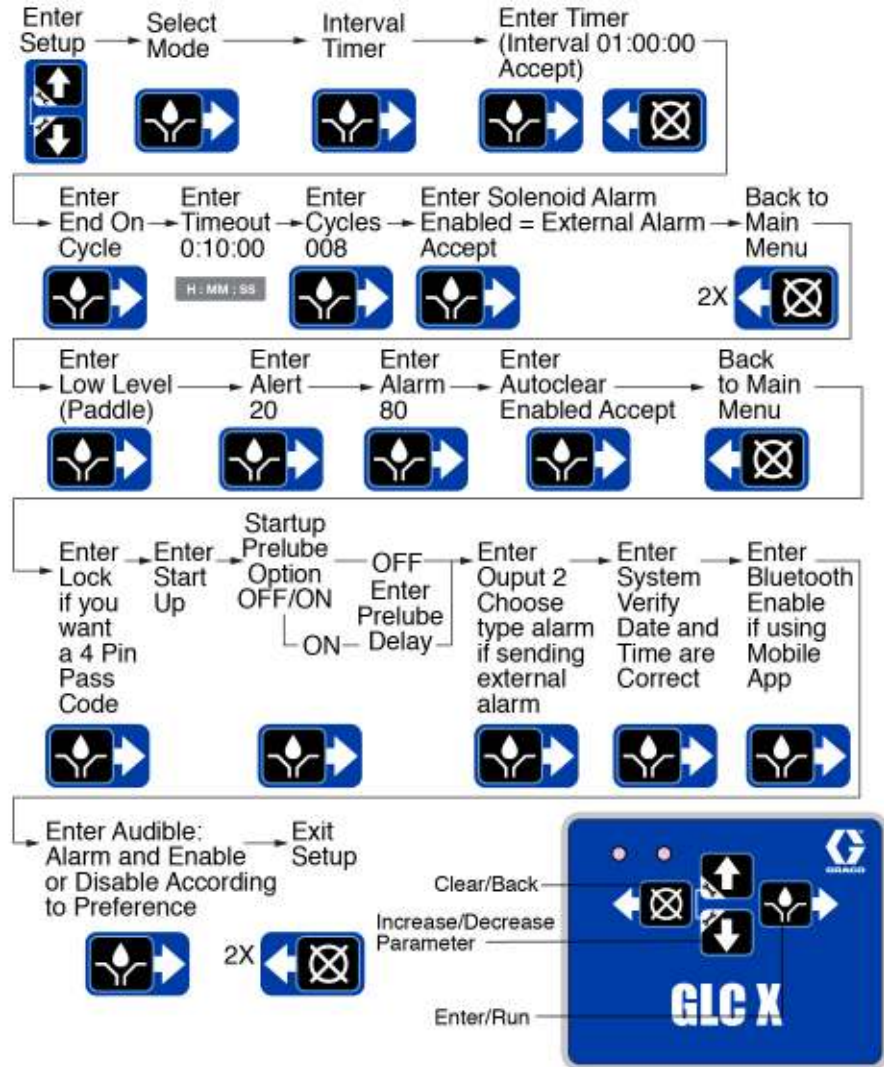 Enter
Setup
Select
Mode
Interval
Timer
Enter Timer
(Interval 01:00:00
Accept)
Enter
End On
Cycle
Enter
Timeout
0:10:00
H : MM : SS
Enter
Cycles
008
Enter Solenoid Alarm
Enabled = External Alarm
Accept
Back to
Main
Menu
2X
Enter
Low Level
(Paddle)
Enter
Alert
20
Enter
Alarm
80
Enter
Autoclear
Enabled Accept
Back
to Main
Menu
Enter
Lock
if you
want
a 4 Pin
Pass
Code
Enter
Start
Up
Startup
Prelube
Option
OFF/ON
OFF
ON
Enter
Prelube
Delay
Enter
Ouput 2
Choose
type alarm
if sending
external
alarm
Enter
System
Verify
Date and
Time are
Correct
Enter
Bluetooth
Enable
if using
Mobile
App
Enter Audible:
Alarm and Enable
or Disable According
to Preference
Exit
Setup
2X
Clear/Back
Increase/Decrease
Parameter
Enter/Run
GRACO
GLC X